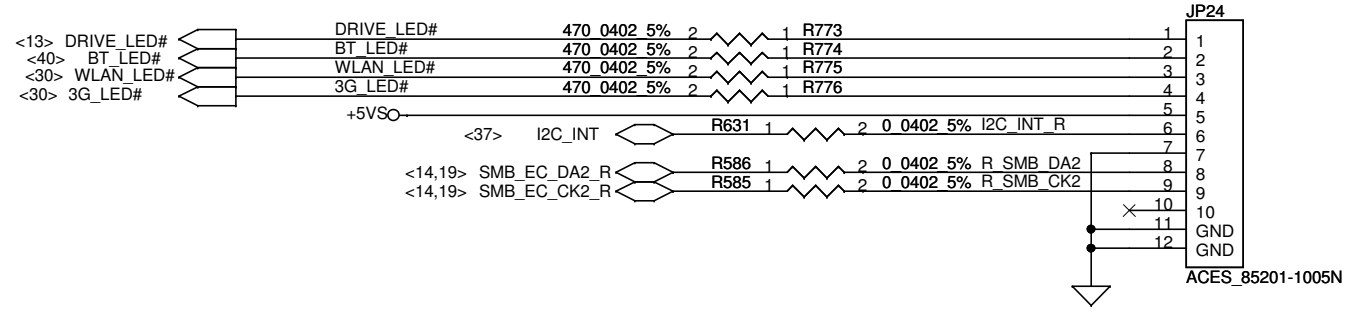 JP24
<13> DRIVE_LED# DRIVE_LED# 470_0402_5% 2 1 R773 1 1
<40> BT_LED# BT_LED# 470_0402_5% 2 1 R774 2 2
<30> WLAN_LED# WLAN_LED# 470_0402_5% 2 1 R775 3 3
<30> 3G_LED# 3G_LED# 470_0402_5% 2 1 R776 4 4
+5VS 5 5
<37> I2C_INT R631 1 2 0_0402_5% I2C_INT_R 6 6
7 7
<14,19> SMB_EC_DA2_R R586 1 2 0_0402_5% R_SMB_DA2 8 8
<14,19> SMB_EC_CK2_R R585 1 2 0_0402_5% R_SMB_CK2 9 9
10 10
11 GND
12 GND
ACES_85201-1005N